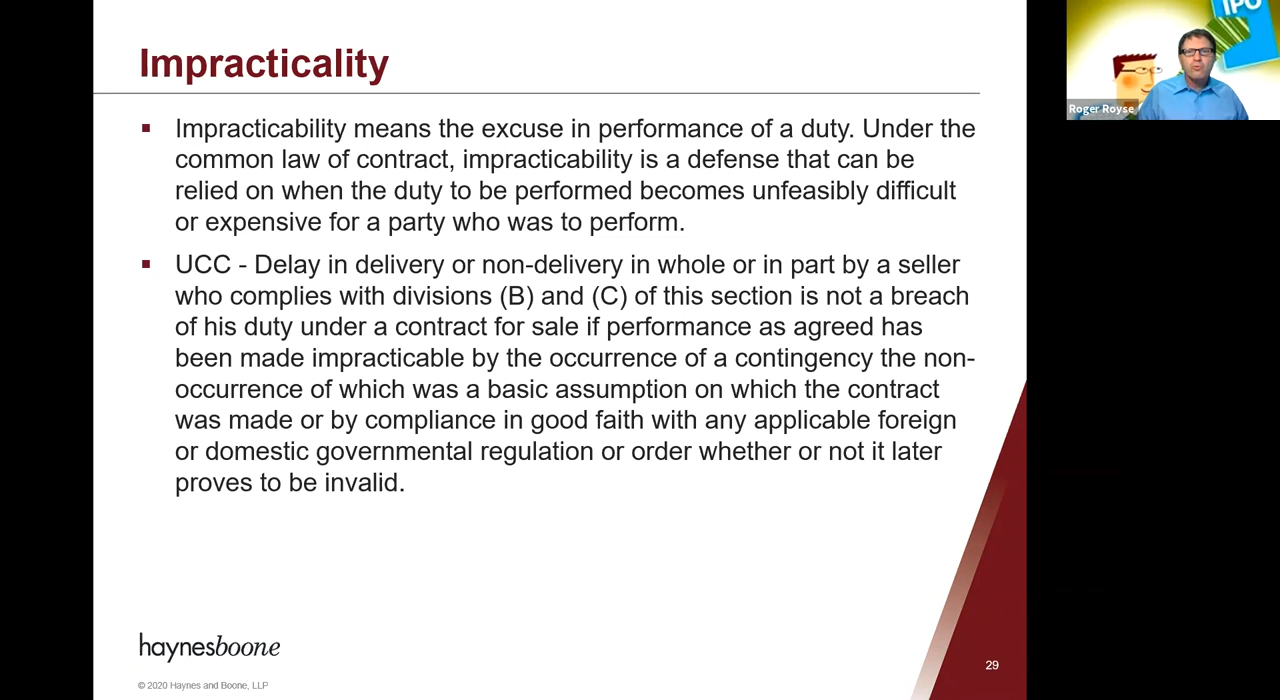 Impracticality
▪ Impracticability means the excuse in performance of a duty. Under the
common law of contract, impracticability is a defense that can be
relied on when the duty to be performed becomes unfeasibly difficult
or expensive for a party who was to perform.
▪ UCC - Delay in delivery or non-delivery in whole or in part by a seller
who complies with divisions (B) and (C) of this section is not a breach
of his duty under a contract for sale if performance as agreed has
been made impracticable by the occurrence of a contingency the non-
occurrence of which was a basic assumption on which the contract
was made or by compliance in good faith with any applicable foreign
or domestic governmental regulation or order whether or not it later
proves to be invalid.
haynesboone
© 2020 Haynes and Boone, LLP
29
IPO
Roger Royse